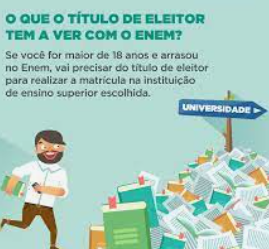 O QUE O TÍTULO DE ELEITOR
TEM A VER COM O ENEM?
Se você for maior de 18 anos e arrasou
no Enem, vai precisar do título de eleitor
para realizar a matrícula na instituição
de ensino superior escolhida.
UNIVERSIDADE